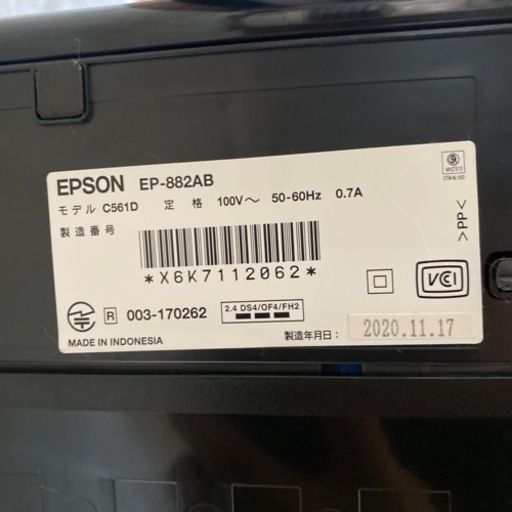 EPSON EP-882AB
モデル C561D 定 格 100V～ 50-60Hz 0.7A
製造番号
*X6K7112062*
R 003-170262
2.4 DS4/OF4/FH2
MADE IN INDONESIA
製造年月日：
2020.11.17
VCI
>PP<